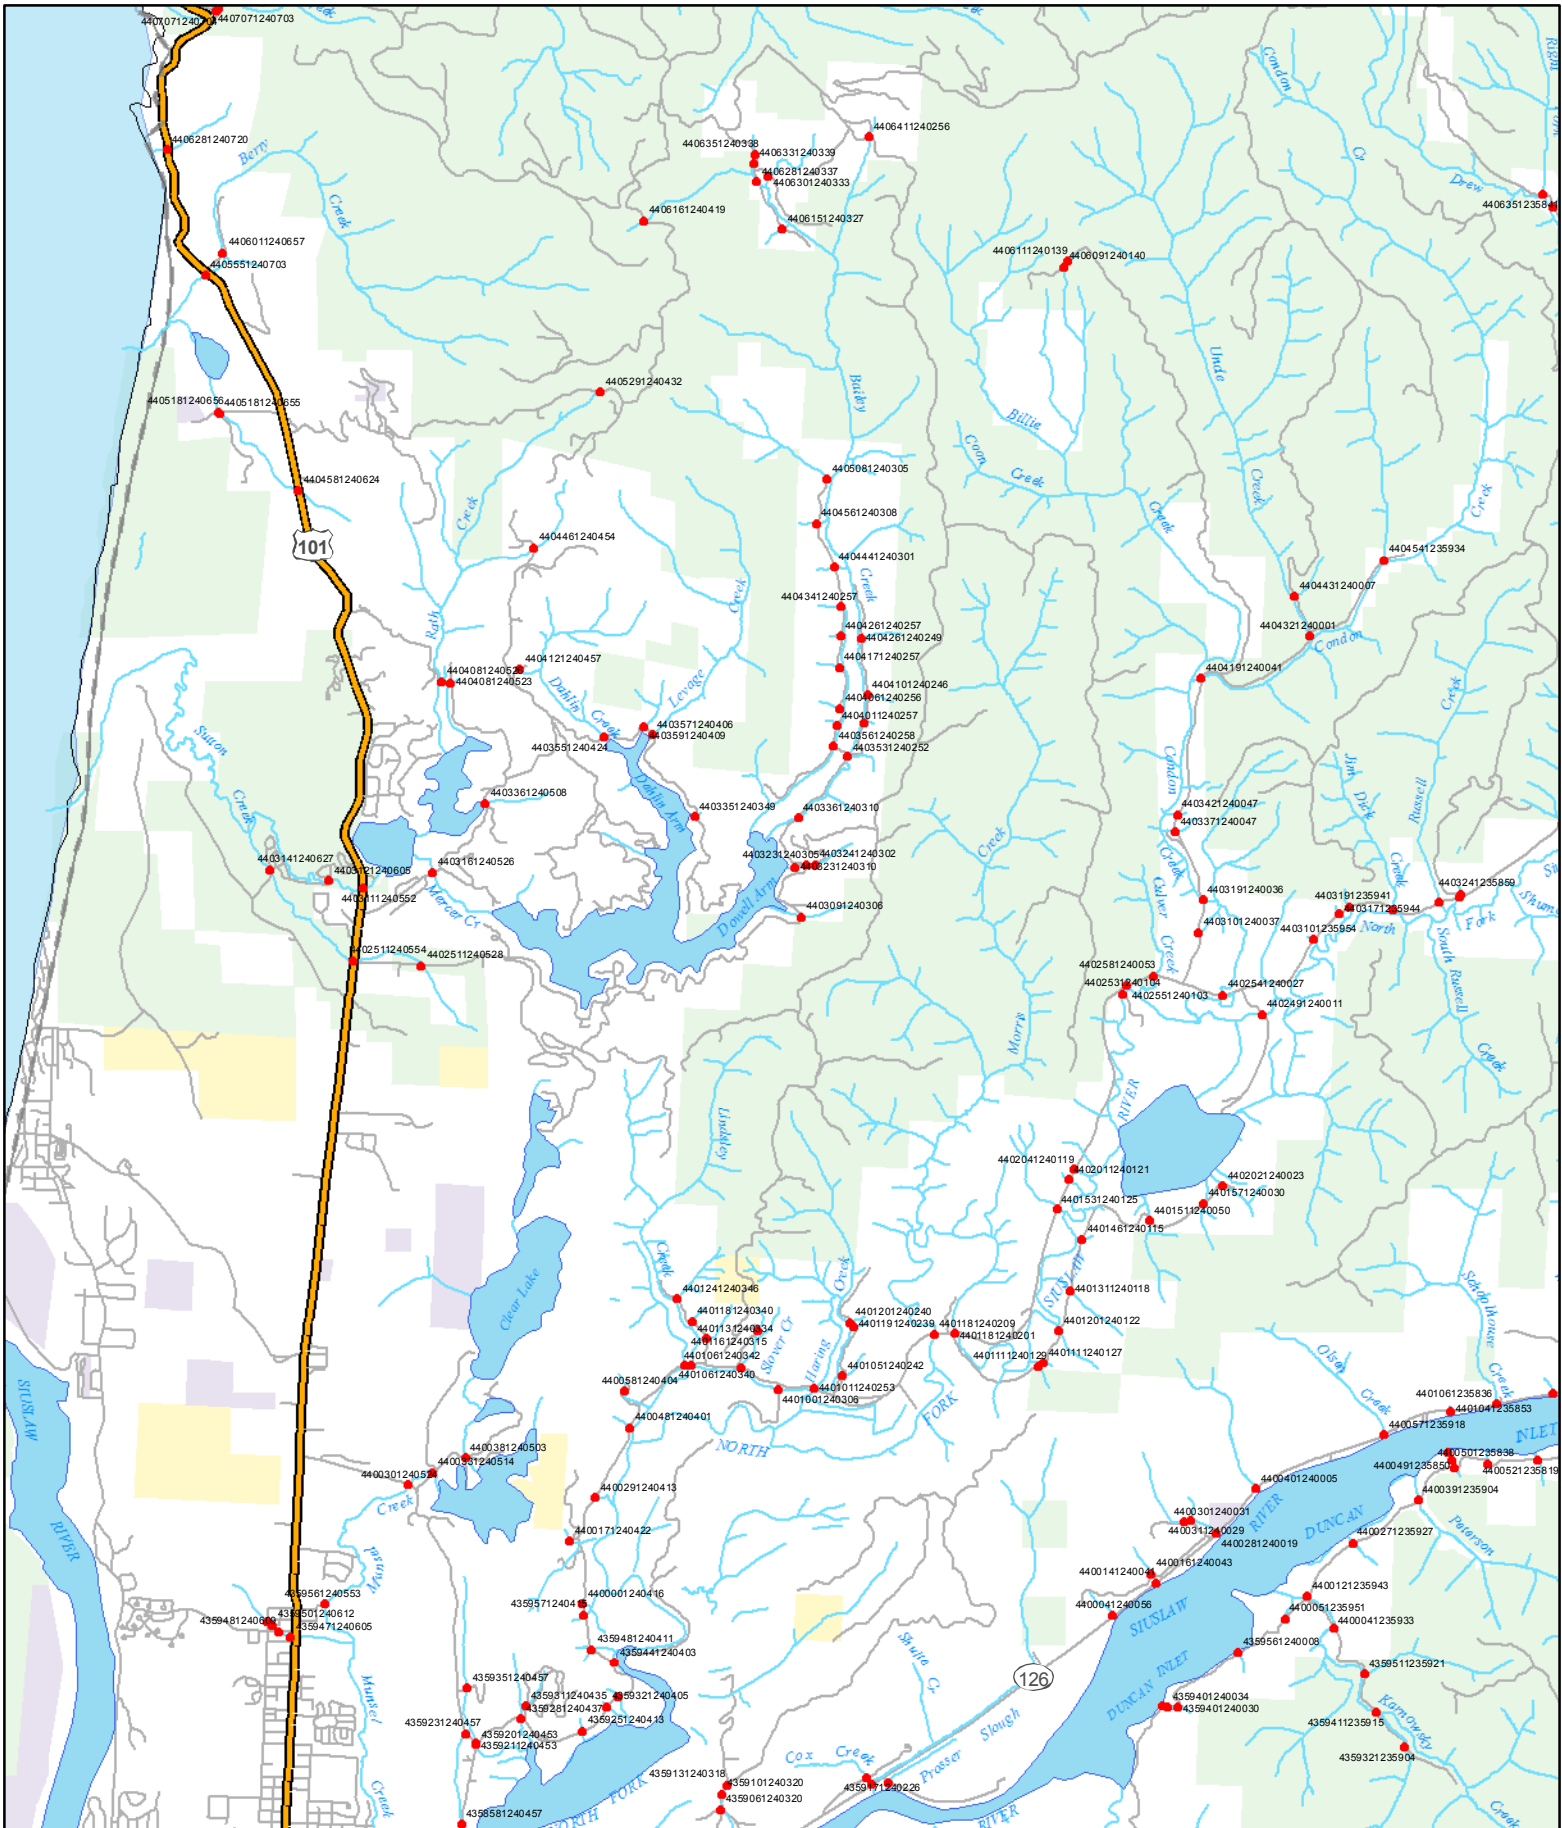 4407071240703
Creek
4406281240720
Berry
Creek
4406351240338
4406331240339
4406281240337
4406301240333
4406411240256
4406161240419
4406151240327
Condon
Cr
Right
Drew
4406351235841
4406011240657
4405551240703
4406111240139
4406091240140
4405181240656
4405181240655
4405291240432
Bailey
Billie
Coon
Creek
Creek
4404581240624
101
Creek
4405081240305
4404561240308
4404461240454
4404441240301
Creek
Creek
4404341240257
4404261240257
4404261240249
4404171240257
4404541235934
4404431240007
4404321240001
Condon
Creek
Creek
4404191240041
Rath
4404121240457
4404081240526
4404081240523
4404101240246
4404061240256
4404011240257
4403561240258
4403531240252
Dahlin
Creek
Levage
4403571240406
4403591240409
4403551240424
Sutton
Creek
4403361240508
Dahlin Arm
4403351240349
4403361240310
Condon
4403421240047
4403371240047
Jim
Dick
Creek
Russell
Creek
4403141240627
4403121240605
4403111240552
4403161240526
4403231240305
4403241240302
4403231240310
Mercer Cr
Dowell Arm
4403091240306
Creek
Creek
Culver
Creek
4403191240036
4403101240037
4403191235941
4403171235944
4403101235954
4403241235859
North
Fork
South Russell
Creek
4402511240554
4402511240528
4402581240053
4402531240104
4402551240103
4402541240027
4402491240011
Morris
RIVER
Lindsley
4402041240119
4402011240121
4401531240125
4402021240023
4401571240030
4401511240050
4401461240115
SIUSLAW
Creek
Clear Lake
4401241240346
4401181240340
4401131240334
4401161240315
4401061240342
4401061240340
Slover Cr
Haring
Creek
4401201240240
4401191240239
4401181240209
4401181240201
4401311240118
4401201240122
4401111240129
4401111240127
4400581240404
4401051240242
4401011240253
4401001240306
FORK
NORTH
Olson
Creek
Schoolhouse
Creek
4401061235836
4401041235853
4400571235918
INLET
4400481240401
4400381240503
4400331240514
4400301240524
Creek
4400501235838
4400491235850
4400521235819
4400391235904
4400401240005
RIVER
DUNCAN
4400291240413
4400301240031
4400311240029
4400281240019
4400271235927
Peterson
SIUSLAW
RIVER
Munsel
4400171240422
4400161240043
4400141240041
4400121235943
4400051235951
4400041235933
4400041240056
SIUSLAW
4359561240553
4359501240612
4359481240609
4359471240605
4400001240416
4359571240415
4359481240411
4359441240403
Shutte Cr
126
DUNCAN INLET
4359561240008
4359511235921
Munsel
Creek
4359351240457
4359311240435
4359281240437
4359321240405
4359251240413
4359231240457
4359201240453
4359211240453
4359401240034
4359401240030
4359411235915
Karnowsky
Creek
4359321235904
Cox Creek
Prosser
Slough
4359131240318
4359101240320
4359061240320
4359171240226
4358581240457
NORTH FORK
RIVER